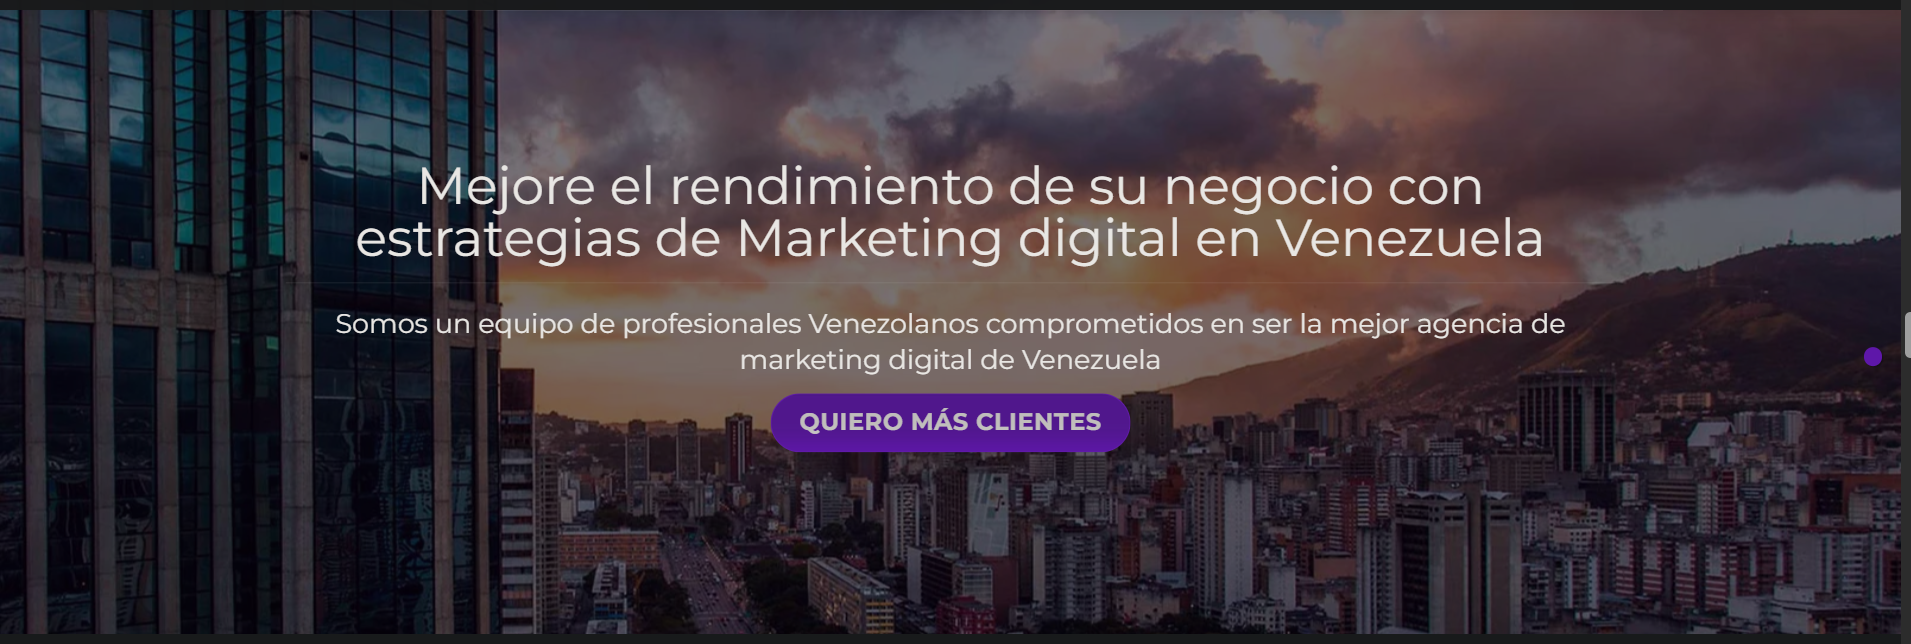 Mejore el rendimiento de su negocio con
estrategias de Marketing digital en Venezuela
Somos un equipo de profesionales Venezolanos comprometidos en ser la mejor agencia de
marketing digital de Venezuela
QUIERO MÁS CLIENTES